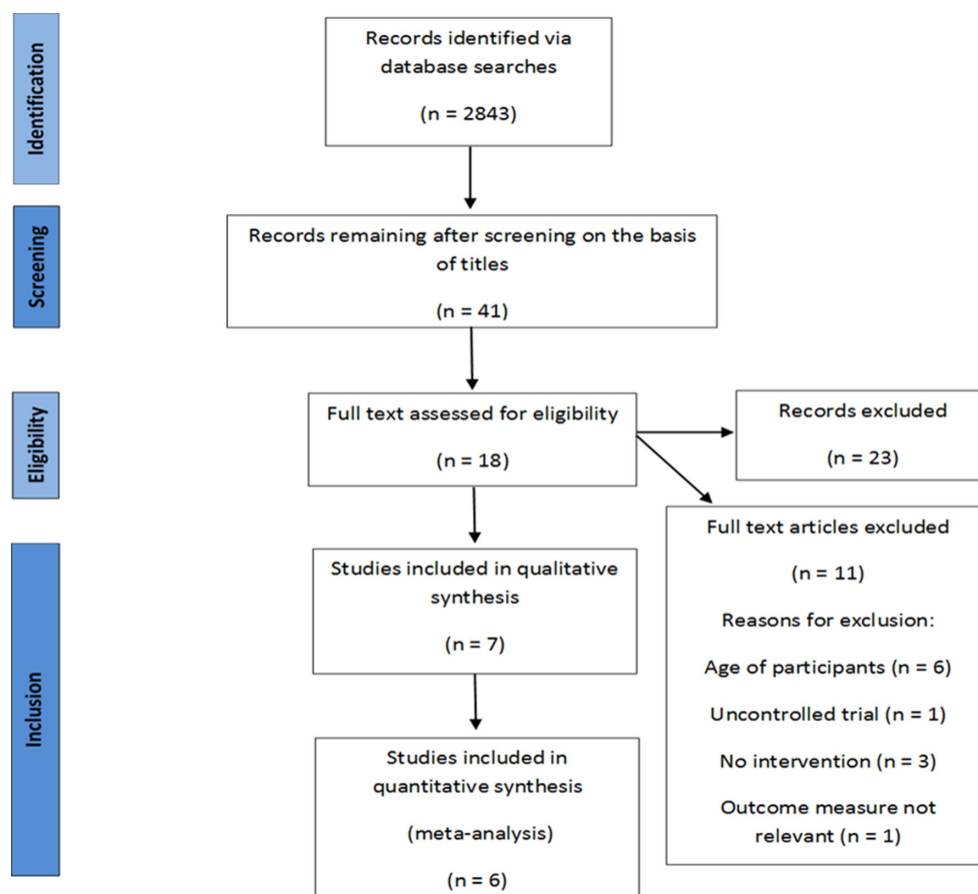 Identification
Records identified via
database searches
(n = 2843)
Screening
Records remaining after screening on the basis
of titles
(n = 41)
Eligibility
Full text assessed for eligibility
(n = 18)
Records excluded
(n = 23)
Full text articles excluded
(n = 11)
Reasons for exclusion:
Age of participants (n = 6)
Uncontrolled trial (n = 1)
No intervention (n = 3)
Outcome measure not
relevant (n = 1)
Inclusion
Studies included in qualitative
synthesis
(n = 7)
Studies included in
quantitative synthesis
(meta-analysis)
(n = 6)